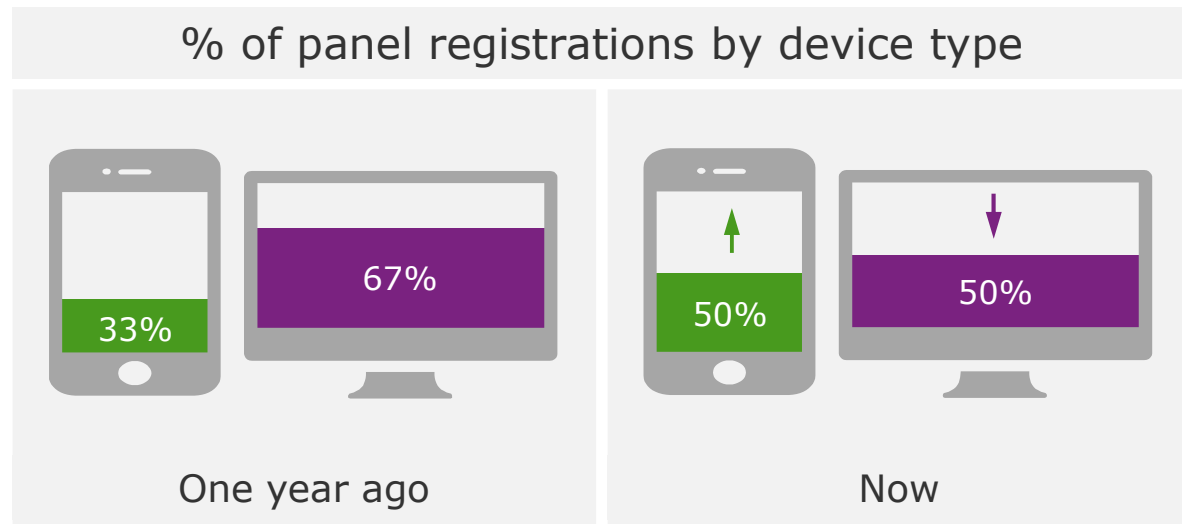 % of panel registrations by device type
33%
67%
One year ago
50%
50%
Now